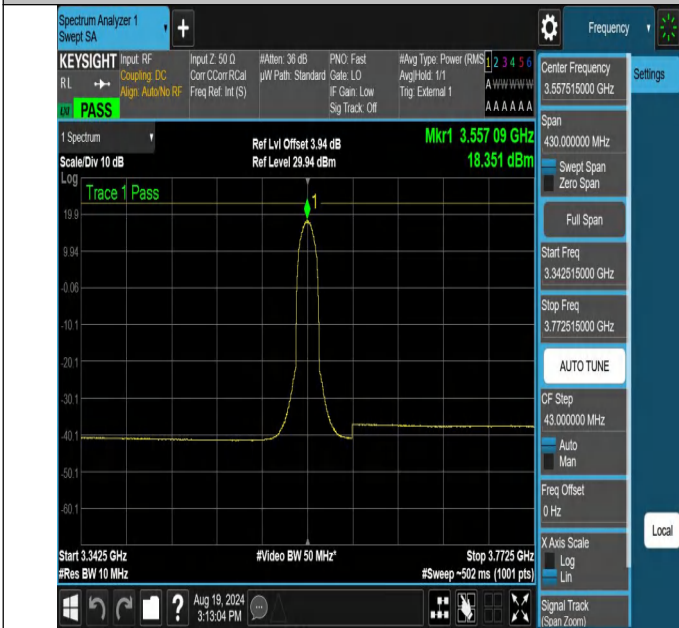 Spectrum Analyzer 1
Swept SA
+
Frequency
KEYSIGHT
RL
PASS
Input: RF
Coupling: DC
Align: Auto/No RF
Input Z: 50 Ω
Corr CCorr RCal
Freq Ref: Int (S)
#Atten: 36 dB
µW Path: Standard
PNO: Fast
Gate: LO
IF Gain: Low
Sig Track: Off
#Avg Type: Power (RMS
Avg|Hold: 1/1
Trig: External 1
1 2 3 4 5 6
A W W W W W
A A A A A A
1 Spectrum
Scale/Div 10 dB
Log
Ref Lvl Offset 3.94 dB
Ref Level 29.94 dBm
Mkr1 3.557 09 GHz
18.351 dBm
Trace 1 Pass
1
19.9
9.94
-0.06
-10.1
-20.1
-30.1
-40.1
-50.1
-60.1
Start 3.3425 GHz
#Res BW 10 MHz
#Video BW 50 MHz*
Stop 3.7725 GHz
#Sweep ~502 ms (1001 pts)
Center Frequency
3.557515000 GHz
Settings
Span
430.000000 MHz
Swept Span
Zero Span
Full Span
Start Freq
3.342515000 GHz
Stop Freq
3.772515000 GHz
AUTO TUNE
CF Step
43.000000 MHz
Auto
Man
Freq Offset
0 Hz
X Axis Scale
Log
Lin
Local
Signal Track
(Span Zoom)
?
Aug 19, 2024
3:13:04 PM